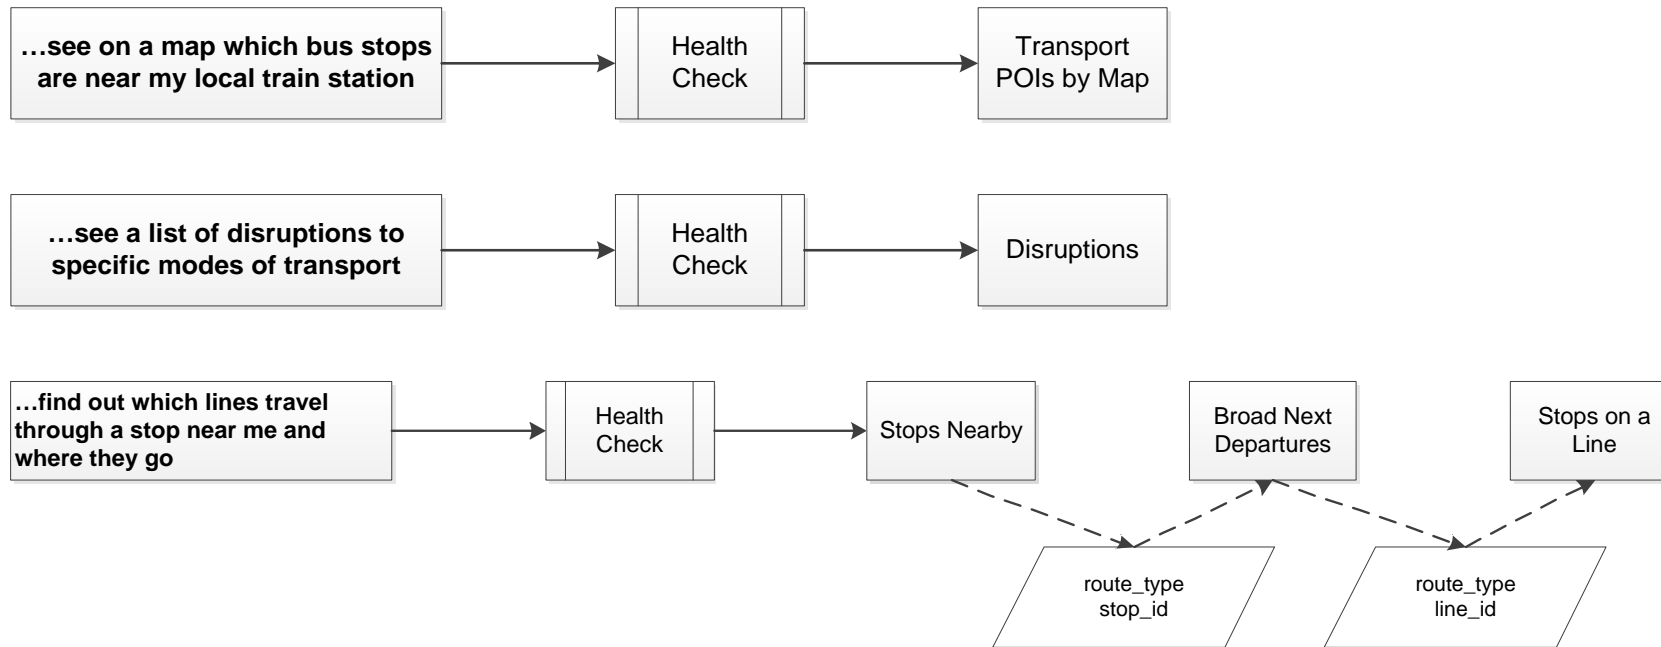 …see on a map which bus stops
are near my local train station
Health
Check
Transport
POIs by Map
…see a list of disruptions to
specific modes of transport
Health
Check
Disruptions
…find out which lines travel
through a stop near me and
where they go
Health
Check
Stops Nearby
Broad Next
Departures
Stops on a
Line
route_type
stop_id
route_type
line_id